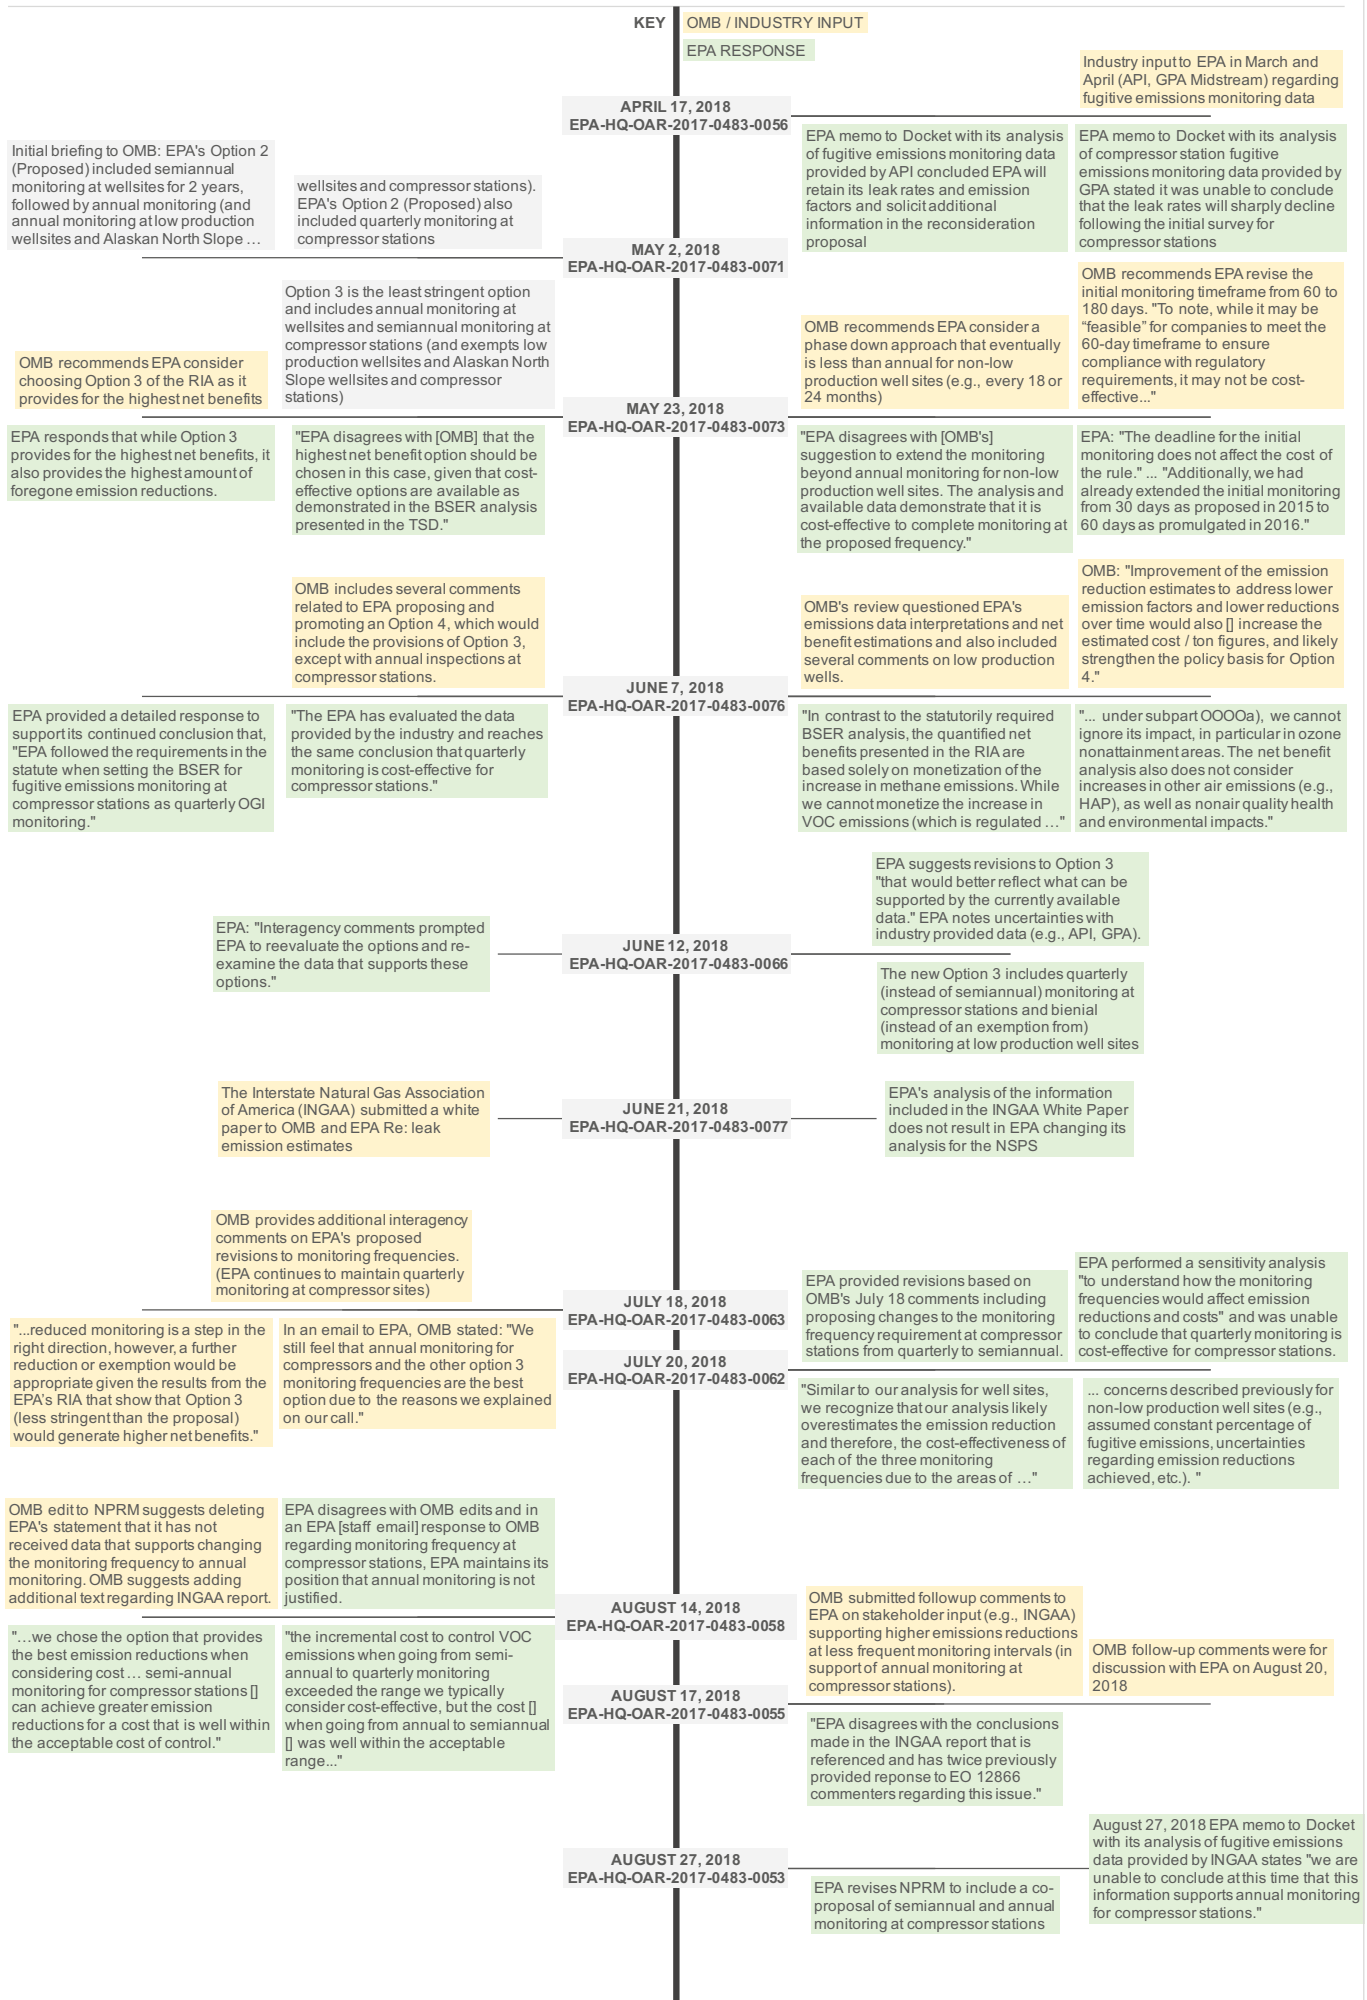 KEY
OMB / INDUSTRY INPUT
EPA RESPONSE
Industry input to EPA in March and
April (API, GPA Midstream) regarding
fugitive emissions monitoring data
APRIL 17, 2018
EPA-HQ-OAR-2017-0483-0056
EPA memo to Docket with its analysis
of fugitive emissions monitoring data
provided by API concluded EPA will
retain its leak rates and emission
factors and solicit additional
information in the reconsideration
proposal
EPA memo to Docket with its analysis
of compressor station fugitive
emissions monitoring data provided by
GPA stated it was unable to conclude
that the leak rates will sharply decline
following the initial survey for
compressor stations
Initial briefing to OMB: EPA's Option 2
(Proposed) included semiannual
monitoring at wellsites for 2 years,
followed by annual monitoring (and
annual monitoring at low production
wellsites and Alaskan North Slope ...
wellsites and compressor stations).
EPA's Option 2 (Proposed) also
included quarterly monitoring at
compressor stations
MAY 2, 2018
EPA-HQ-OAR-2017-0483-0071
OMB recommends EPA consider
choosing Option 3 of the RIA as it
provides for the highest net benefits
Option 3 is the least stringent option
and includes annual monitoring at
wellsites and semiannual monitoring at
compressor stations (and exempts low
production wellsites and Alaskan North
Slope wellsites and compressor
stations)
OMB recommends EPA consider a
phase down approach that eventually
is less than annual for non-low
production well sites (e.g., every 18 or
24 months)
OMB recommends EPA revise the
initial monitoring timeframe from 60 to
180 days. "To note, while it may be
“feasible” for companies to meet the
60-day timeframe to ensure
compliance with regulatory
requirements, it may not be cost-
effective..."
MAY 23, 2018
EPA-HQ-OAR-2017-0483-0073
EPA responds that while Option 3
provides for the highest net benefits, it
also provides the highest amount of
foregone emission reductions.
"EPA disagrees with [OMB] that the
highest net benefit option should be
chosen in this case, given that cost-
effective options are available as
demonstrated in the BSER analysis
presented in the TSD."
"EPA disagrees with [OMB's]
suggestion to extend the monitoring
beyond annual monitoring for non-low
production well sites. The analysis and
available data demonstrate that it is
cost-effective to complete monitoring at
the proposed frequency."
EPA: "The deadline for the initial
monitoring does not affect the cost of
the rule." ... "Additionally, we had
already extended the initial monitoring
from 30 days as proposed in 2015 to
60 days as promulgated in 2016."
OMB includes several comments
related to EPA proposing and
promoting an Option 4, which would
include the provisions of Option 3,
except with annual inspections at
compressor stations.
OMB's review questioned EPA's
emissions data interpretations and net
benefit estimations and also included
several comments on low production
wells.
OMB: "Improvement of the emission
reduction estimates to address lower
emission factors and lower reductions
over time would also [] increase the
estimated cost / ton figures, and likely
strengthen the policy basis for Option
4."
JUNE 7, 2018
EPA-HQ-OAR-2017-0483-0076
EPA provided a detailed response to
support its continued conclusion that,
"EPA followed the requirements in the
statute when setting the BSER for
fugitive emissions monitoring at
compressor stations as quarterly OGI
monitoring."
"The EPA has evaluated the data
provided by the industry and reaches
the same conclusion that quarterly
monitoring is cost-effective for
compressor stations."
"In contrast to the statutorily required
BSER analysis, the quantified net
benefits presented in the RIA are
based solely on monetization of the
increase in methane emissions. While
we cannot monetize the increase in
VOC emissions (which is regulated ..."
"... under subpart OOOOa), we cannot
ignore its impact, in particular in ozone
nonattainment areas. The net benefit
analysis also does not consider
increases in other air emissions (e.g.,
HAP), as well as nonair quality health
and environmental impacts."
EPA suggests revisions to Option 3
"that would better reflect what can be
supported by the currently available
data." EPA notes uncertainties with
industry provided data (e.g., API, GPA).
EPA: "Interagency comments prompted
EPA to reevaluate the options and re-
examine the data that supports these
options."
JUNE 12, 2018
EPA-HQ-OAR-2017-0483-0066
The new Option 3 includes quarterly
(instead of semiannual) monitoring at
compressor stations and bienial
(instead of an exemption from)
monitoring at low production well sites
The Interstate Natural Gas Association
of America (INGAA) submitted a white
paper to OMB and EPA Re: leak
emission estimates
JUNE 21, 2018
EPA-HQ-OAR-2017-0483-0077
EPA's analysis of the information
included in the INGAA White Paper
does not result in EPA changing its
analysis for the NSPS
OMB provides additional interagency
comments on EPA's proposed
revisions to monitoring frequencies.
(EPA continues to maintain quarterly
monitoring at compressor sites)
JULY 18, 2018
EPA-HQ-OAR-2017-0483-0063
"...reduced monitoring is a step in the
right direction, however, a further
reduction or exemption would be
appropriate given the results from the
EPA's RIA that show that Option 3
(less stringent than the proposal)
would generate higher net benefits."
In an email to EPA, OMB stated: "We
still feel that annual monitoring for
compressors and the other option 3
monitoring frequencies are the best
option due to the reasons we explained
on our call."
EPA provided revisions based on
OMB's July 18 comments including
proposing changes to the monitoring
frequency requirement at compressor
stations from quarterly to semiannual.
EPA performed a sensitivity analysis
"to understand how the monitoring
frequencies would affect emission
reductions and costs" and was unable
to conclude that quarterly monitoring is
cost-effective for compressor stations.
JULY 20, 2018
EPA-HQ-OAR-2017-0483-0062
"Similar to our analysis for well sites,
we recognize that our analysis likely
overestimates the emission reduction
and therefore, the cost-effectiveness of
each of the three monitoring
frequencies due to the areas of ..."
... concerns described previously for
non-low production well sites (e.g.,
assumed constant percentage of
fugitive emissions, uncertainties
regarding emission reductions
achieved, etc.). "
OMB edit to NPRM suggests deleting
EPA's statement that it has not
received data that supports changing
the monitoring frequency to annual
monitoring. OMB suggests adding
additional text regarding INGAA report.
EPA disagrees with OMB edits and in
an EPA [staff email] response to OMB
regarding monitoring frequency at
compressor stations, EPA maintains its
position that annual monitoring is not
justified.
AUGUST 14, 2018
EPA-HQ-OAR-2017-0483-0058
"...we chose the option that provides
the best emission reductions when
considering cost ... semi-annual
monitoring for compressor stations []
can achieve greater emission
reductions for a cost that is well within
the acceptable cost of control."
"the incremental cost to control VOC
emissions when going from semi-
annual to quarterly monitoring
exceeded the range we typically
consider cost-effective, but the cost []
when going from annual to semiannual
[] was well within the acceptable
range..."
OMB submitted followup comments to
EPA on stakeholder input (e.g., INGAA)
supporting higher emissions reductions
at less frequent monitoring intervals (in
support of annual monitoring at
compressor stations).
OMB follow-up comments were for
discussion with EPA on August 20,
2018
AUGUST 17, 2018
EPA-HQ-OAR-2017-0483-0055
"EPA disagrees with the conclusions
made in the INGAA report that is
referenced and has twice previously
provided reponse to EO 12866
commenters regarding this issue."
August 27, 2018 EPA memo to Docket
with its analysis of fugitive emissions
data provided by INGAA states "we are
unable to conclude at this time that this
information supports annual monitoring
for compressor stations."
AUGUST 27, 2018
EPA-HQ-OAR-2017-0483-0053
EPA revises NPRM to include a co-
proposal of semiannual and annual
monitoring at compressor stations